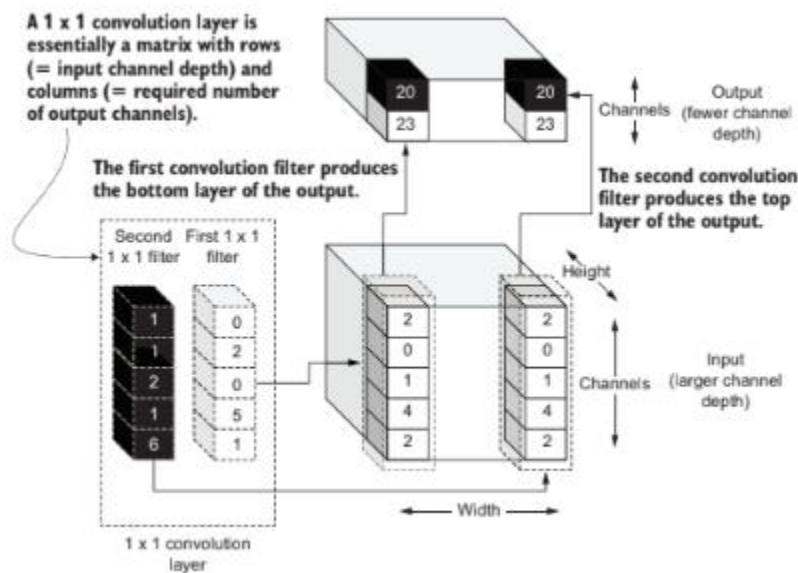 A 1 x 1 convolution layer is
essentially a matrix with rows
(= input channel depth) and
columns (= required number
of output channels).
20
20
23
23
Channels
Output
(fewer channel
depth)
The first convolution filter produces
the bottom layer of the output.
The second convolution
filter produces the top
layer of the output.
Second
1 x 1 filter
First 1 x 1
filter
Height
1
1
2
1
6
0
2
0
5
1
2
0
1
4
2
2
0
1
4
2
Channels
Input
(larger channel
depth)
Width
1 x 1 convolution
layer